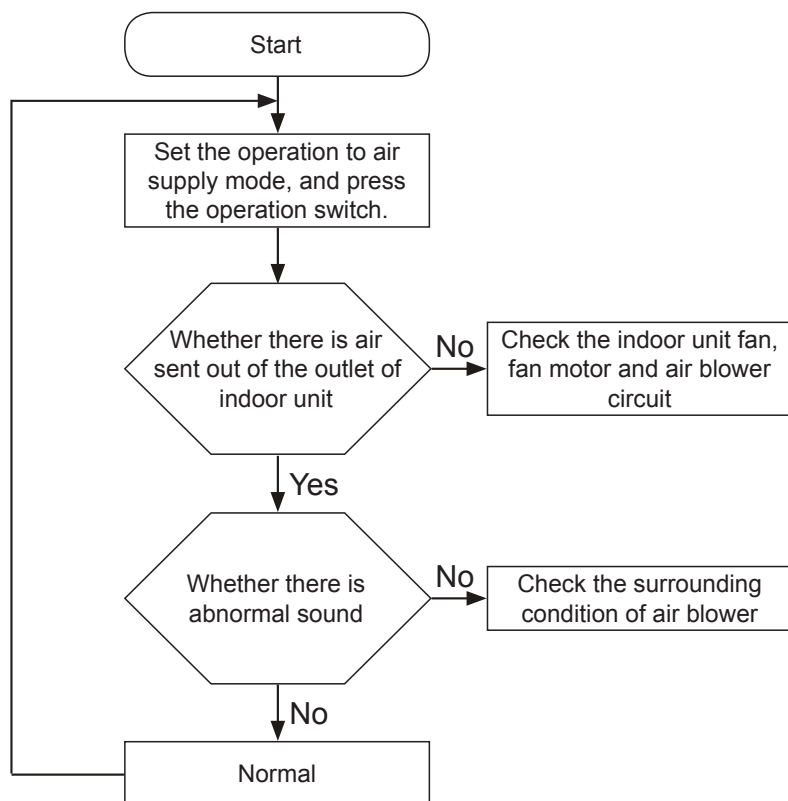 Start
Set the operation to air
supply mode, and press
the operation switch.
Whether there is air
sent out of the outlet of
indoor unit
No
Check the indoor unit fan,
fan motor and air blower
circuit
Yes
Whether there is
abnormal sound
No
Check the surrounding
condition of air blower
No
Normal